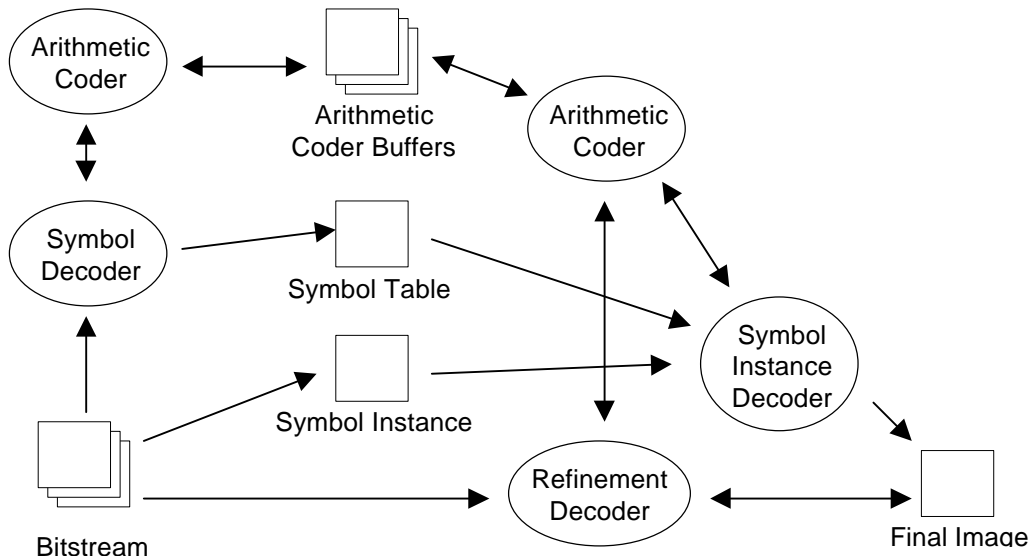 Arithmetic
Coder
Arithmetic
Coder Buffers
Arithmetic
Coder
Symbol
Decoder
Symbol Table
Symbol
Instance
Decoder
Symbol Instance
Refinement
Decoder
Bitstream
Final Image